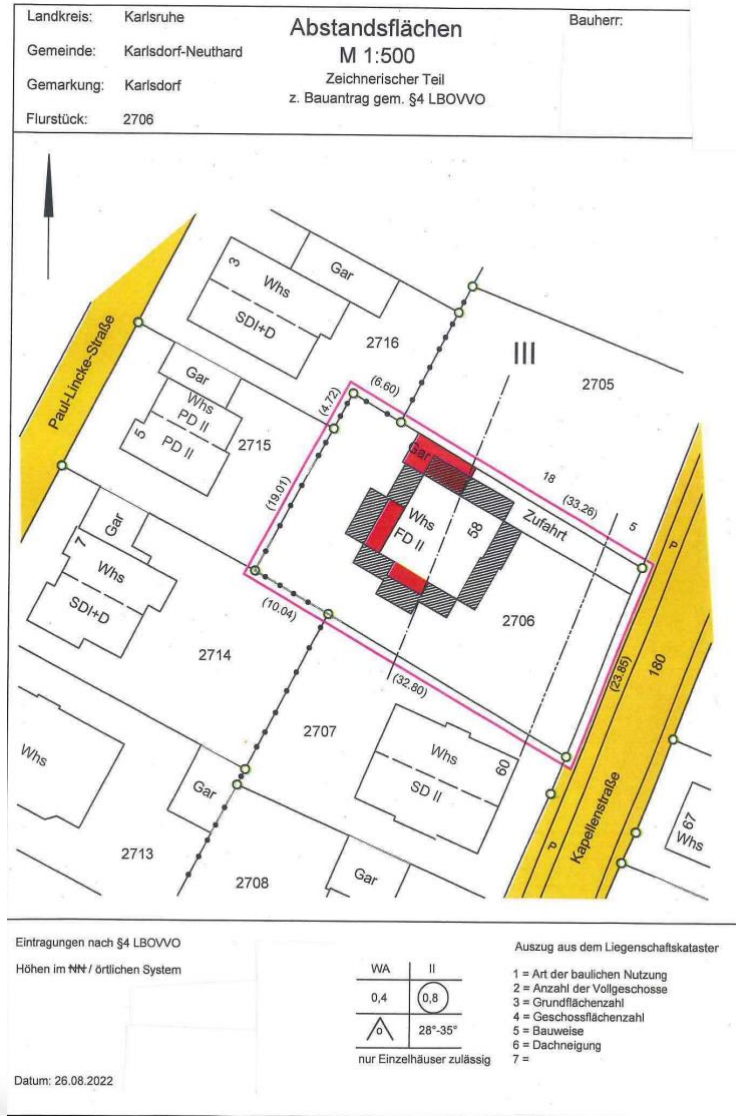 Landkreis: Karlsruhe
Gemeinde: Karlsdorf-Neuthard
Gemarkung: Karlsdorf
Flurstück: 2706
Abstandsflächen
M 1:500
Zeichnerischer Teil
z. Bauantrag gem. §4 LBOVVO
Bauherr:
Paul-Lincke-Straße
3
Whs
SDI+D
Gar
2716
III
2705
Gar
Whs
PD II
PD II
5
2715
(4.72)
(6.60)
(19.01)
Gar
18
(33.26)
5
Zufahrt
Whs
FD II
58
2706
P
Gar
7
Whs
SDI+D
2714
(10.04)
(32.80)
(23.85)
180
2707
Whs
SD II
60
Kapellenstraße
P
Whs
Gar
2713
2708
Gar
67
Whs
Eintragungen nach §4 LBOVVO
Höhen im NN / örtlichen System
Datum: 26.08.2022
WA II
0,4 0,8
o 28°-35°
nur Einzelhäuser zulässig
Auszug aus dem Liegenschaftskataster
1 = Art der baulichen Nutzung
2 = Anzahl der Vollgeschosse
3 = Grundflächenzahl
4 = Geschossflächenzahl
5 = Bauweise
6 = Dachneigung
7 =